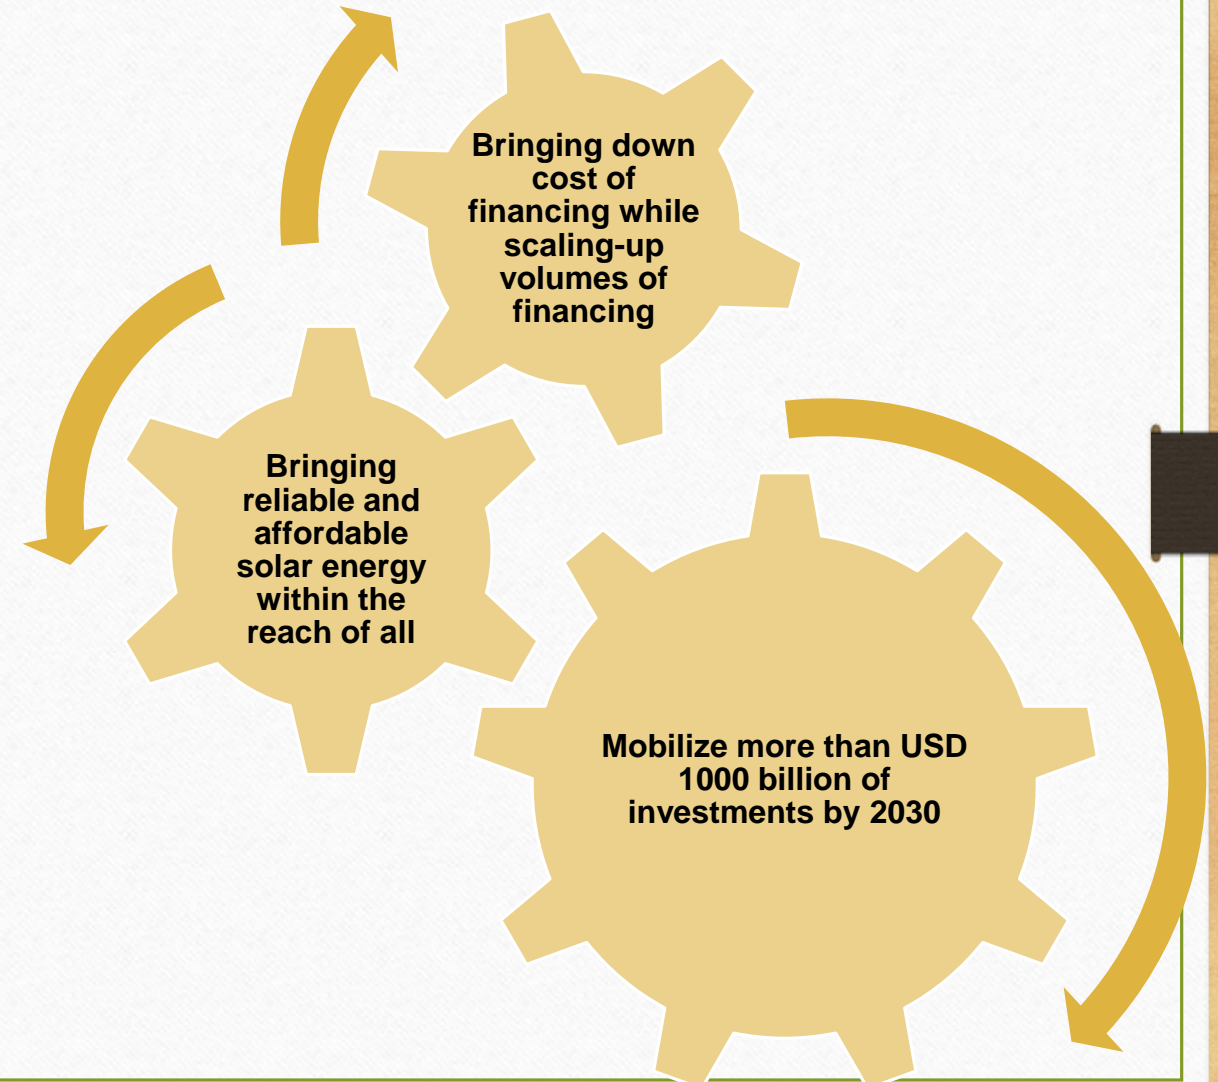 Bringing down
cost of
financing while
scaling-up
volumes of
financing
Bringing
reliable and
affordable
solar energy
within the
reach of all
Mobilize more than USD
1000 billion of
investments by 2030